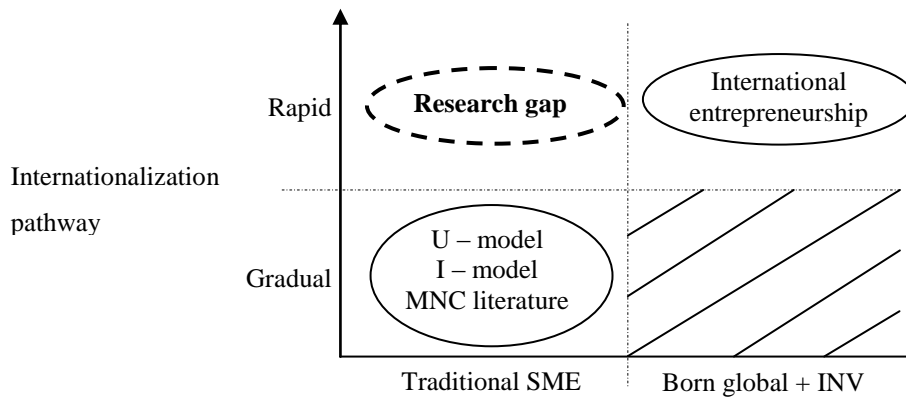 Rapid
Research gap
International
entrepreneurship
Internationalization
pathway
Gradual
U – model
I – model
MNC literature
Traditional SME
Born global + INV